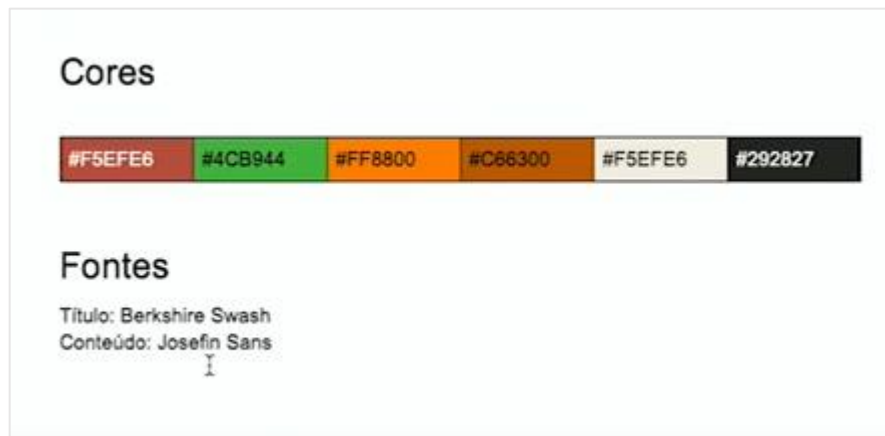 Cores
#F5EFE6 #4CB944 #FF8800 #C66300 #F5EFE6 #292827
Fontes
Título: Berkshire Swash
Conteúdo: Josefin Sans